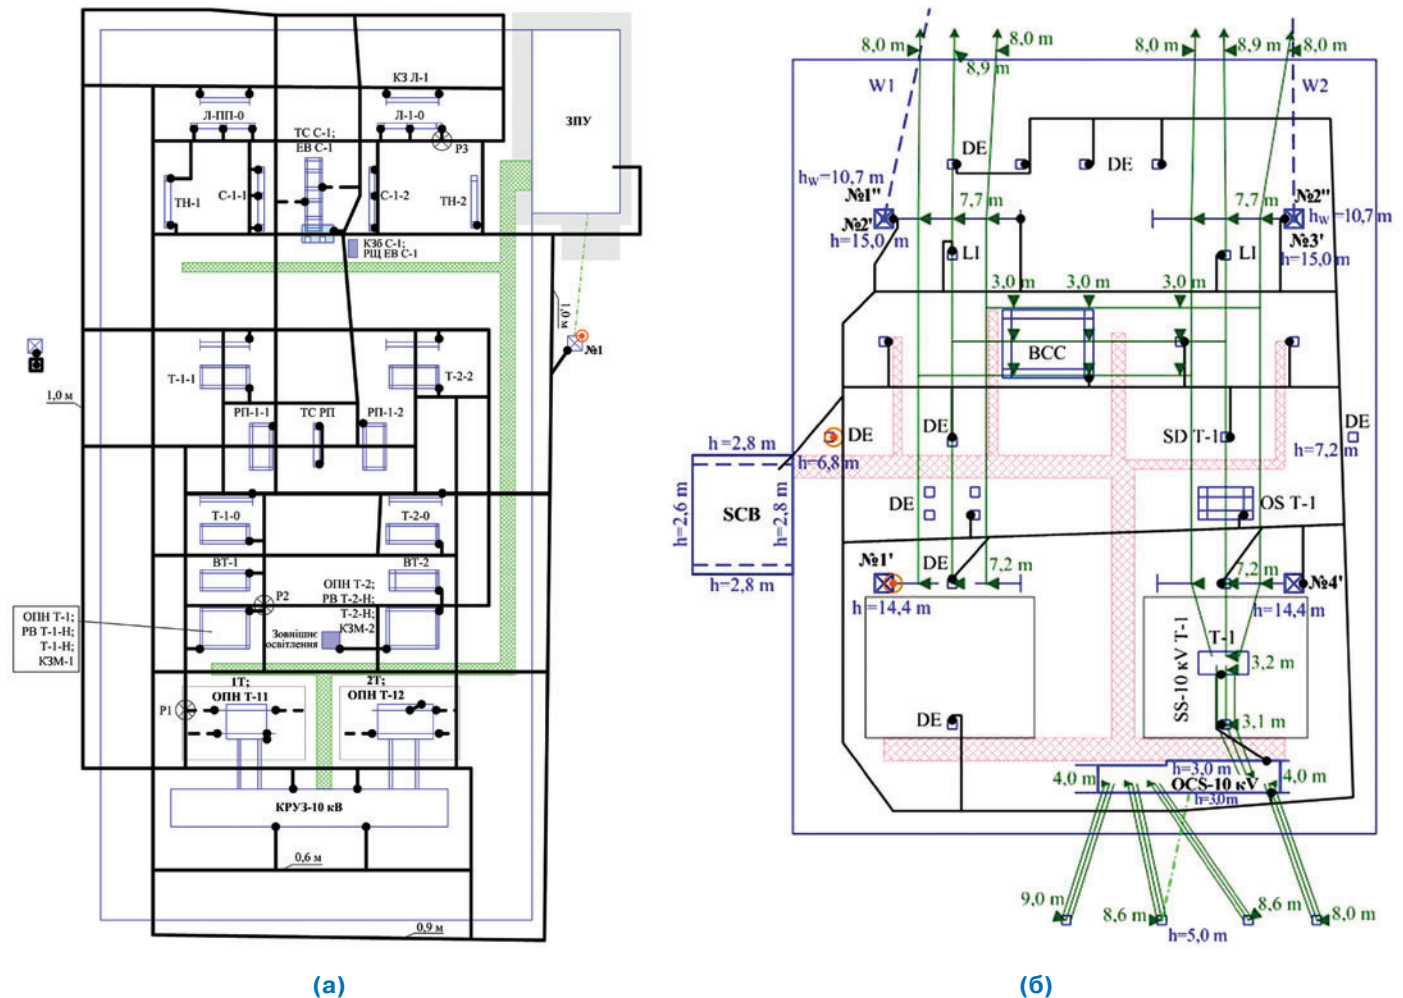 КЗ Л-1
Л-ПП-0
Л-1-0
ТС С-1;
ЕВ С-1
Р3
ЗПУ
ТН-1
С-1-1
С-1-2
ТН-2
КЗб С-1;
РЩ ЕВ С-1
1,0 м
№1
Т-1-1
Т-2-2
1,0 м
РП-1-1
ТС РП
РП-1-2
Т-1-0
Т-2-0
ВТ-1
ВТ-2
ОПН Т-2;
РВ Т-2-Н;
Т-2-Н;
КЗМ-2
Р2
ОПН Т-1;
РВ Т-1-Н;
Т-1-Н;
КЗМ-1
Зовнішнє
освітлення
1Т;
ОПН Т-11
2Т;
ОПН Т-12
Р1
КРУЗ-10 кВ
0,6 м
0,9 м
(а)
8,0 m
8,9 m
8,0 m
8,0 m
8,9 m
8,0 m
W1
W2
DE
DE
hW=10,7 m
№1"
№2'
h=15,0 m
7,7 m
7,7 m
№2"
hW=10,7 m
№3'
h=15,0 m
LI
LI
3,0 m
3,0 m
3,0 m
BCC
DE
DE
SD T-1
DE
h=7,2 m
h=2,8 m
h=6,8 m
h=2,6 m
SCB
h=2,8 m
h=2,8 m
DE
OS T-1
№1'
DE
7,2 m
7,2 m
№4'
h=14,4 m
h=14,4 m
SS-10 kV T-1
T-1
3,2 m
DE
3,1 m
4,0 m
h=3,0 m
4,0 m
OCS-10 kV
h=3,0 m
9,0 m
8,6 m
h=5,0 m
8,6 m
8,0 m
(б)